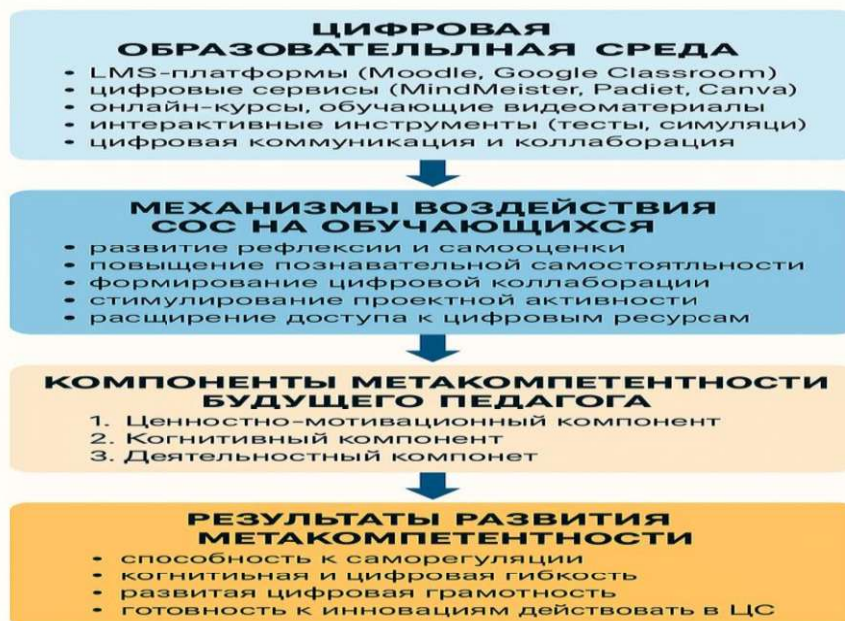 ЦИФРОВАЯ
ОБРАЗОВАТЕЛЬЛНАЯ СРЕДА
• LMS-платформы (Moodle, Google Classroom)
• цифровые сервисы (MindMeister, Padiet, Canva)
• онлайн-курсы, обучающие видеоматериалы
• интерактивные инструменты (тесты, симуляци)
• цифровая коммуникация и коллаборация
МЕХАНИЗМЫ ВОЗДЕЙСТВИЯ
СОС НА ОБУЧАЮЩИХСЯ
• развитие рефлексии и самооценки
• повыщение познавательной самостоятльности
• формирование цифровой коллаборации
• стимулирование проектной активности
• расщирение доступа к цифровым ресурсам
КОМПОНЕНТЫ МЕТАКОМПЕТЕНТНОСТИ
БУДУЩЕГО ПЕДАГОГА
1. Ценностно-мотивационный компонент
2. Когнитивный компонент
3. Деятельностный компонет
РЕЗУЛЬТАТЫ РАЗВИТИЯ
МЕТАКОМПЕТЕНТНОСТИ
• способность к саморегуляции
• когнитиьная и цифровая гибкость
• развитая цифровая грамотность
• готовность к инновациям действовать в ЦС